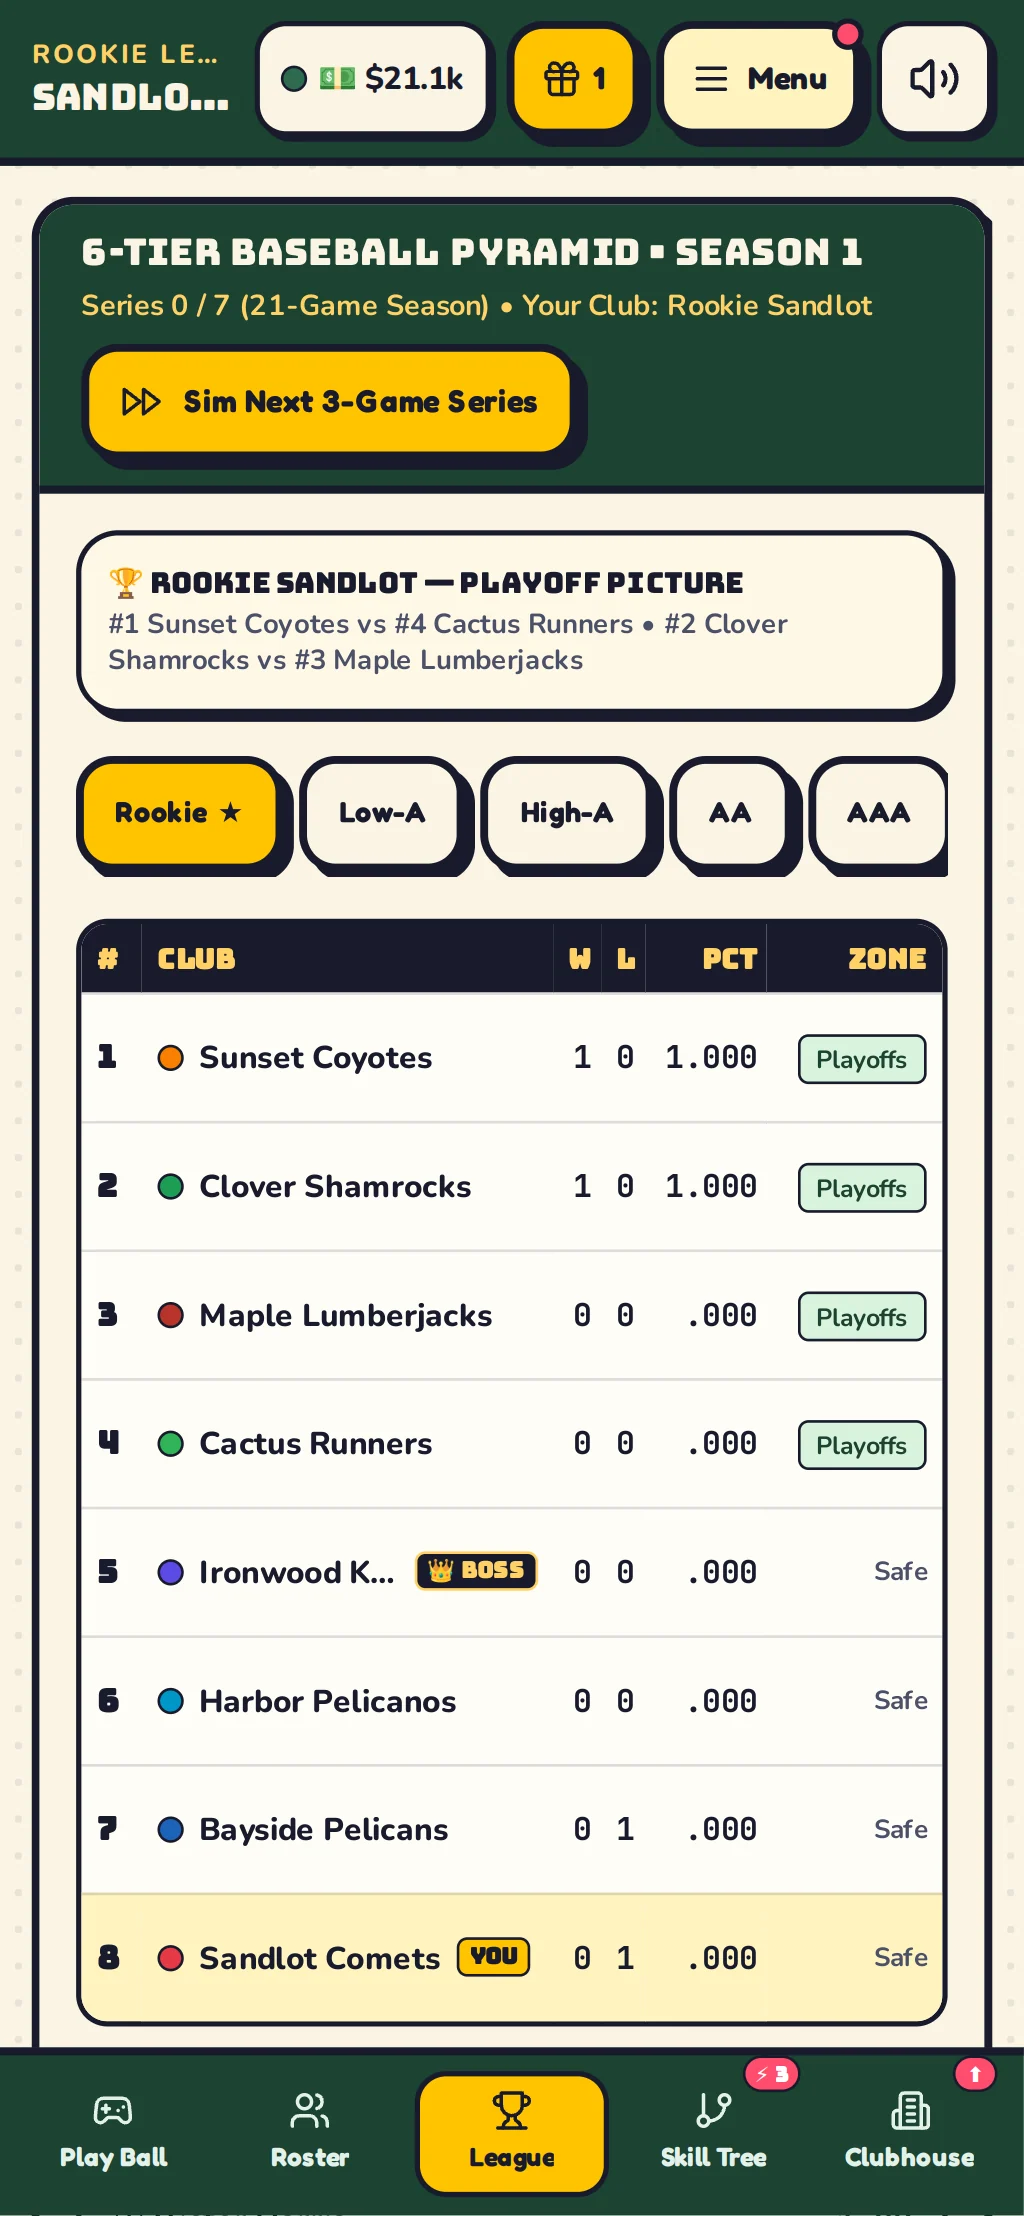 ROOKIE LE...
SANDLO...
$21.1k
1
Menu
6-TIER BASEBALL PYRAMID ▪ SEASON 1
Series 0 / 7 (21-Game Season) • Your Club: Rookie Sandlot
Sim Next 3-Game Series
🏆 ROOKIE SANDLOT — PLAYOFF PICTURE
#1 Sunset Coyotes vs #4 Cactus Runners • #2 Clover
Shamrocks vs #3 Maple Lumberjacks
Rookie ★ Low-A High-A AA AAA
# CLUB W L PCT ZONE
1 Sunset Coyotes 1 0 1.000 Playoffs
2 Clover Shamrocks 1 0 1.000 Playoffs
3 Maple Lumberjacks 0 0 .000 Playoffs
4 Cactus Runners 0 0 .000 Playoffs
5 Ironwood K... 👑 BOSS 0 0 .000 Safe
6 Harbor Pelicanos 0 0 .000 Safe
7 Bayside Pelicans 0 1 .000 Safe
8 Sandlot Comets YOU 0 1 .000 Safe
⚡ 3 ⬆
Play Ball Roster League Skill Tree Clubhouse